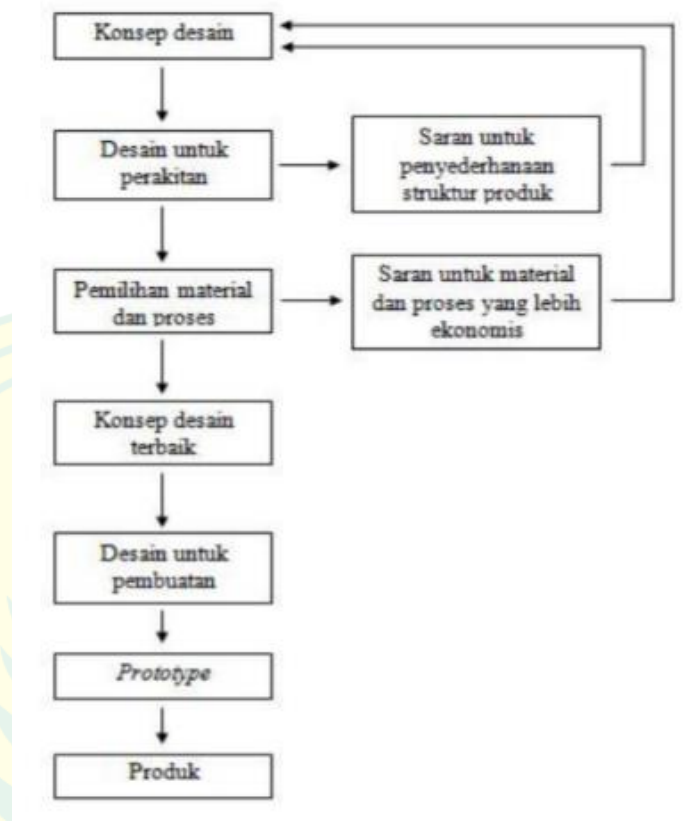 Konsep desain
Desain untuk
perakitan
Saran untuk
penyederhanaan
struktur produk
Pemilihan material
dan proses
Saran untuk material
dan proses yang lebih
ekonomis
Konsep desain
terbaik
Desain untuk
pembuatan
Prototype
Produk